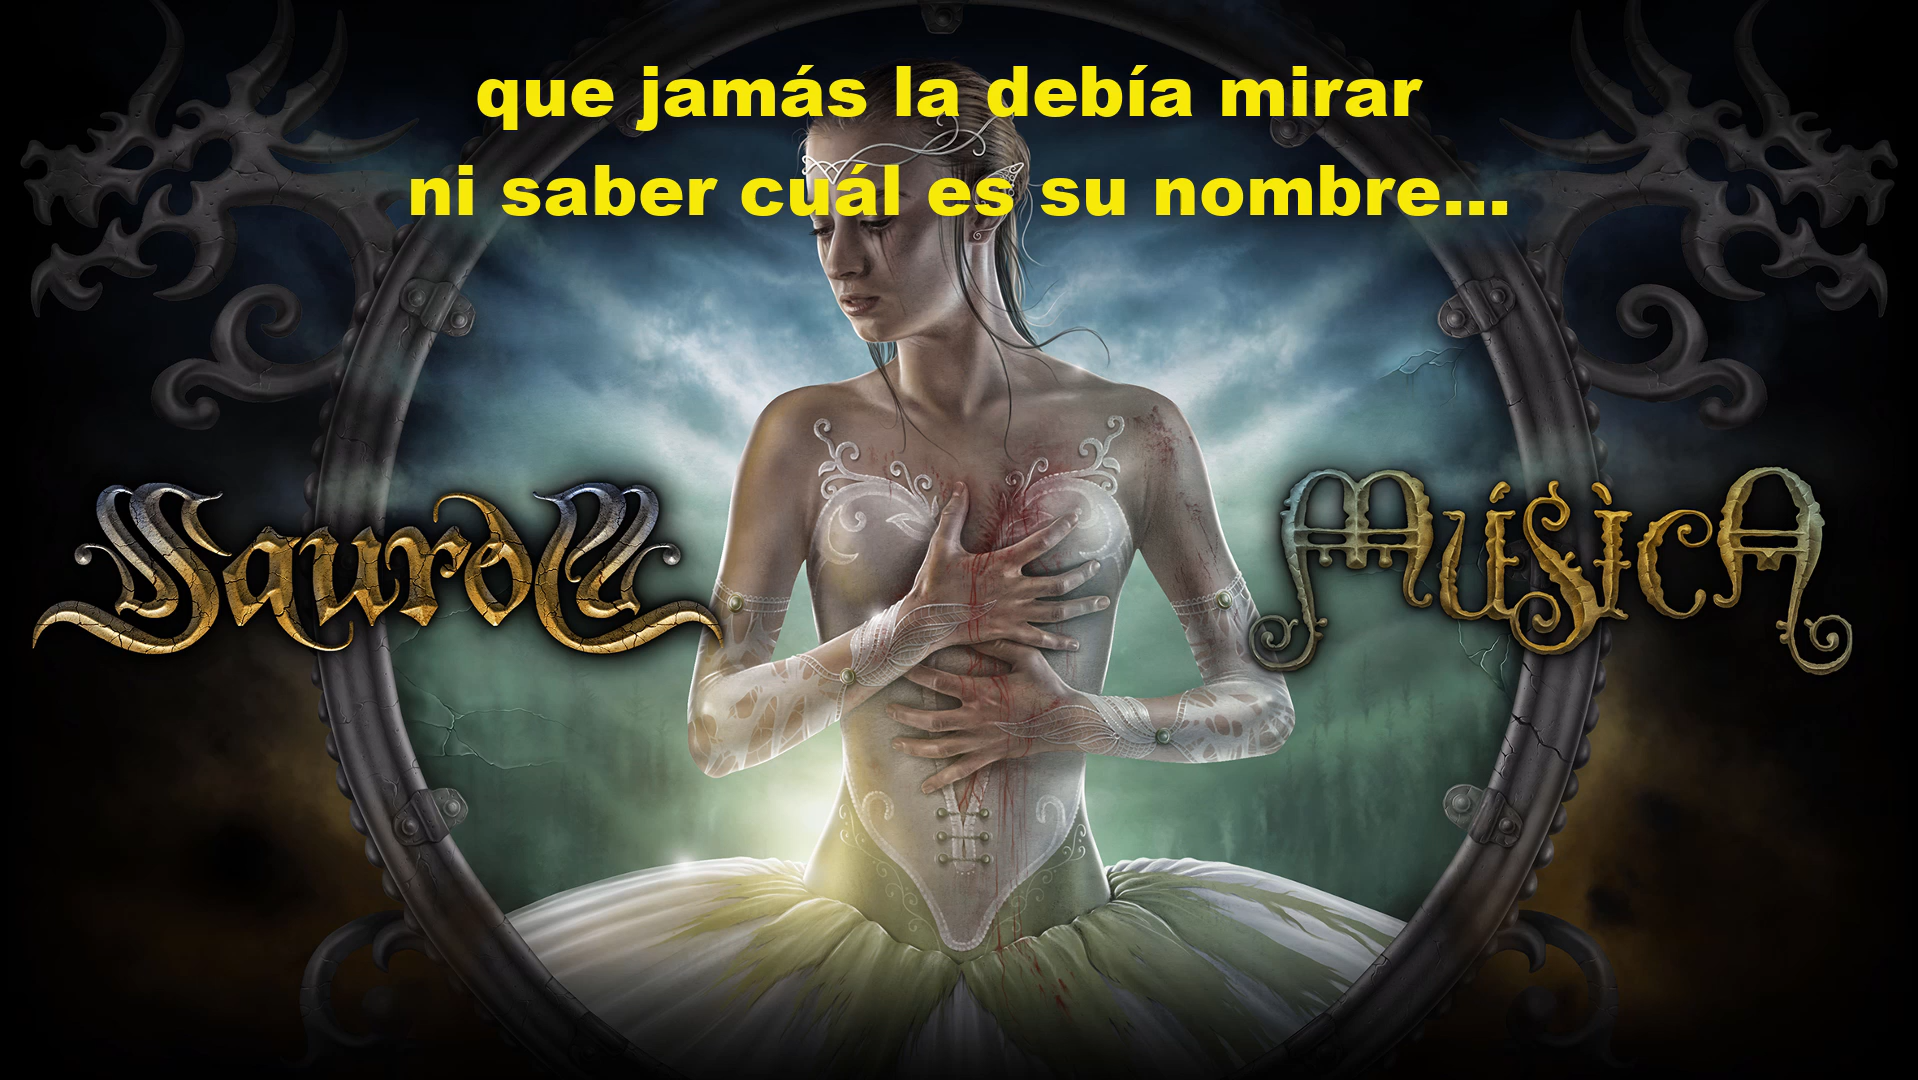 que jamás la debía mirar
ni saber cuál es su nombre...
Saurom
MúsicA